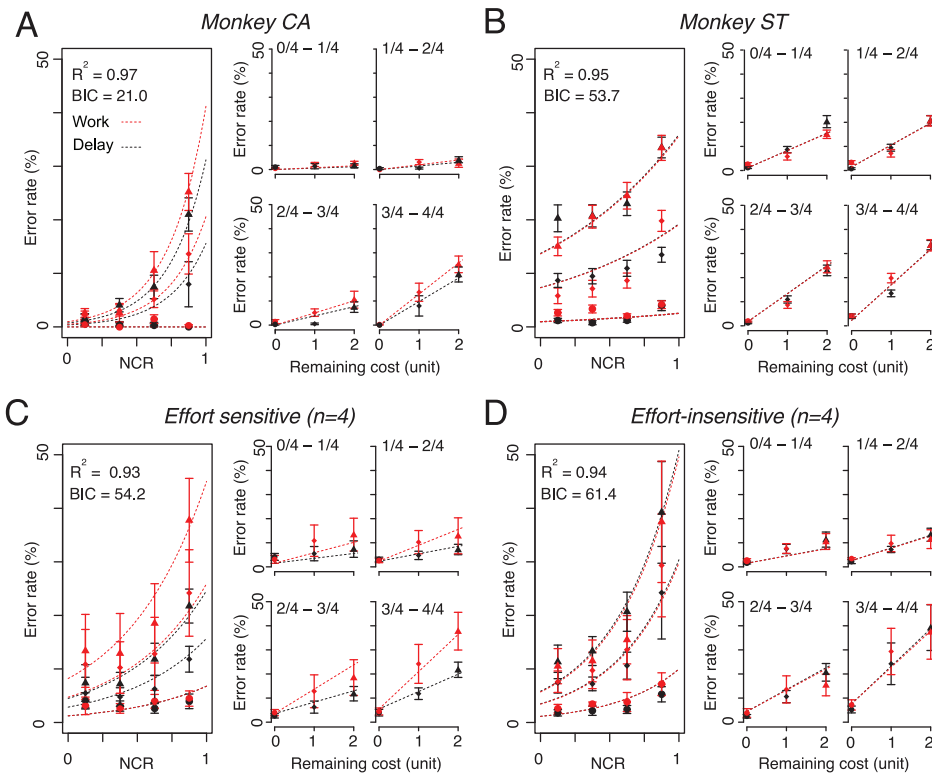 A
Monkey CA
50
R² = 0.97
BIC = 21.0
Work
Delay
Error rate (%)
0
0
NCR
1
50
0/4 – 1/4
1/4 – 2/4
Error rate (%)
0
50
2/4 – 3/4
3/4 – 4/4
Error rate (%)
0
0 1 2
0 1 2
Remaining cost (unit)
B
Monkey ST
50
R² = 0.95
BIC = 53.7
Error rate (%)
0
0
NCR
1
50
0/4 – 1/4
1/4 – 2/4
Error rate (%)
0
50
2/4 – 3/4
3/4 – 4/4
Error rate (%)
0
0 1 2
0 1 2
Remaining cost (unit)
C
Effort sensitive (n=4)
50
R² = 0.93
BIC = 54.2
Error rate (%)
0
0
NCR
1
50
0/4 – 1/4
1/4 – 2/4
Error rate (%)
0
50
2/4 – 3/4
3/4 – 4/4
Error rate (%)
0
0 1 2
0 1 2
Remaining cost (unit)
D
Effort-insensitive (n=4)
50
R² = 0.94
BIC = 61.4
Error rate (%)
0
0
NCR
1
50
0/4 – 1/4
1/4 – 2/4
Error rate (%)
0
50
2/4 – 3/4
3/4 – 4/4
Error rate (%)
0
0 1 2
0 1 2
Remaining cost (unit)